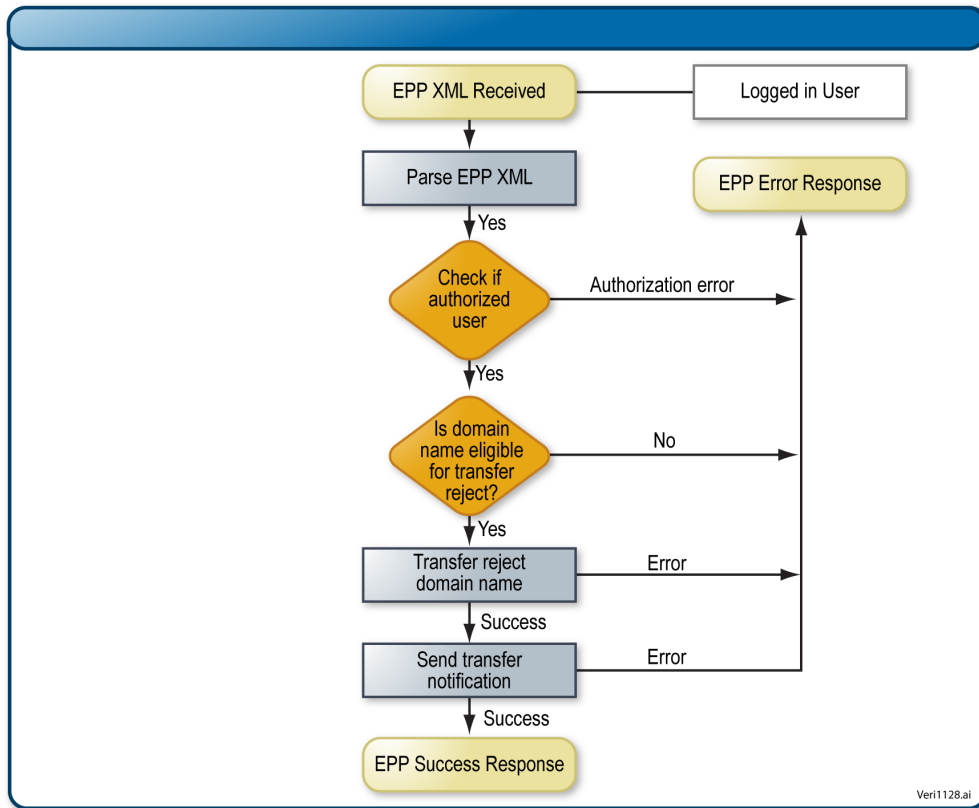 EPP XML Received
Logged in User
Parse EPP XML
EPP Error Response
Yes
Check if
authorized
user
Authorization error
Yes
Is domain
name eligible
for transfer
reject?
No
Yes
Transfer reject
domain name
Error
Success
Send transfer
notification
Error
Success
EPP Success Response
Veri1128.ai